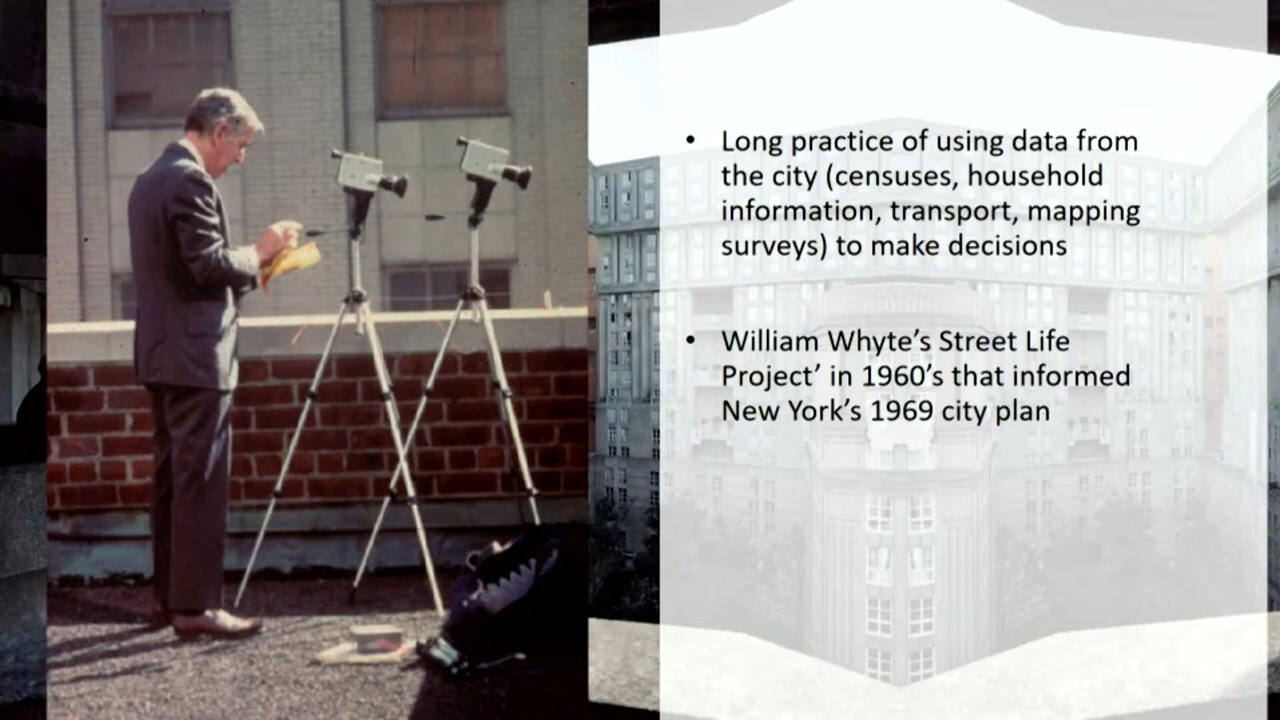 • Long practice of using data from
the city (censuses, household
information, transport, mapping
surveys) to make decisions
• William Whyte’s Street Life
Project’ in 1960’s that informed
New York’s 1969 city plan